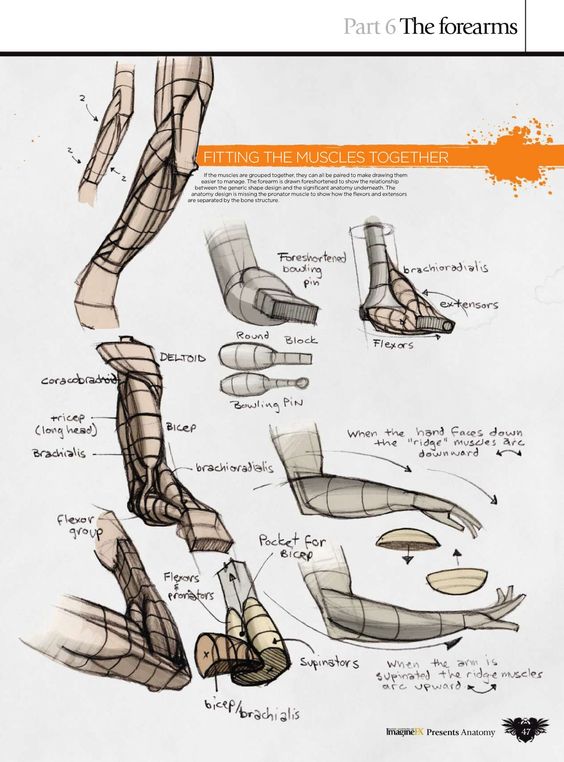 Part 6 The forearms
2
2
2
FITTING THE MUSCLES TOGETHER
If the muscles are grouped together, they can all be paired to make drawing them
easier to manage. The forearm is drawn foreshortened to show the relationship
between the generic shape design and the significant anatomy underneath. The
anatomy design is missing the pronator muscle to show how the flexors and extensors
are separated by the bone structure.
Foreshortened
bowling
pin
brachioradialis
extensors
Flexors
Round Block
Bowling PIN
DELTOID
coracobrachoid
tricep
(long head)
Bicep
Brachialis
brachioradialis
When the hand faces down
the "ridge" muscles arc
downward
Flexor
group
Pocket for
Bicep
Flexors
&
pronators
x
Supinators
bicep/
brachialis
When the arm is
supinated the ridge muscles
arc upward
ImagineFX Presents Anatomy
47